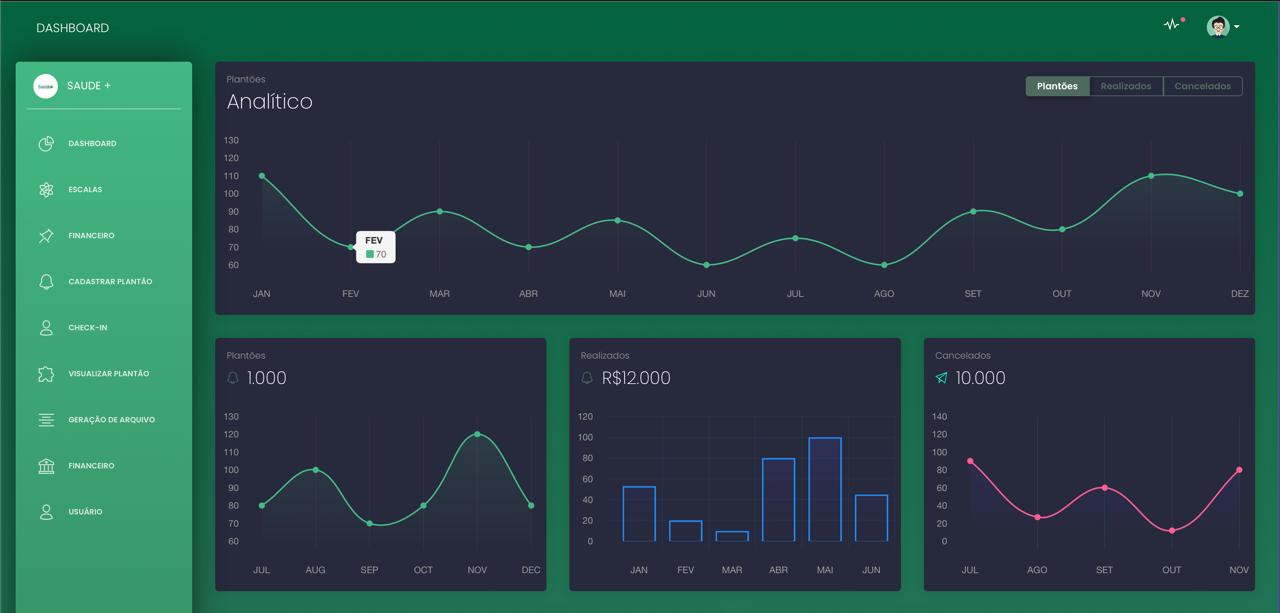 DASHBOARD
SAUDE +
DASHBOARD
ESCALAS
FINANCEIRO
CADASTRAR PLANTÃO
CHECK-IN
VISUALIZAR PLANTÃO
GERAÇÃO DE ARQUIVO
FINANCEIRO
USUÁRIO
Plantões
Analítico
Plantões Realizados Cancelados
130
120
110
100
90
80
70
60
FEV
70
JAN FEV MAR ABR MAI JUN JUL AGO SET OUT NOV DEZ
Plantões
1.000
130
120
110
100
90
80
70
60
JUL AUG SEP OCT NOV DEC
Realizados
R$12.000
120
100
80
60
40
20
0
JAN FEV MAR ABR MAI JUN
Cancelados
10.000
140
120
100
80
60
40
20
0
JUL AGO SET OUT NOV